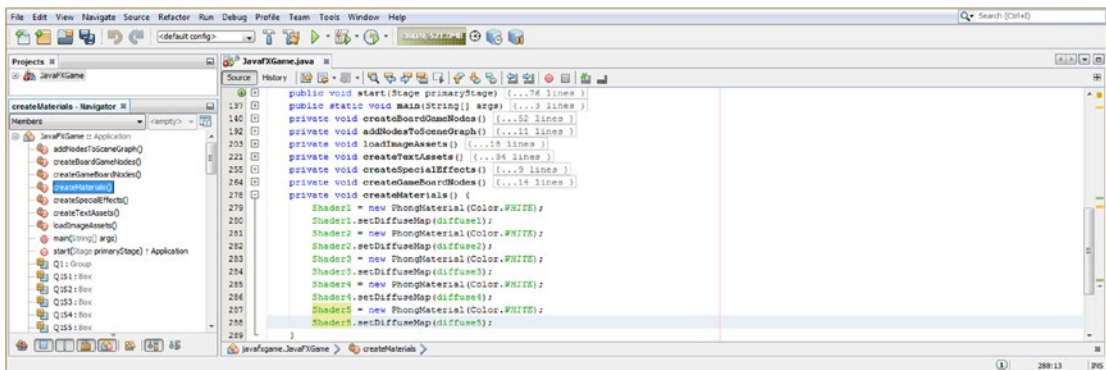 File Edit View Navigate Source Refactor Run Debug Profile Team Tools Window Help
Search (Ctrl+I)
<default config>
Projects
JavaFXGame
createMaterials - Navigator
Members
<empty>
JavaFXGame :: Application
addNodesToSceneGraph()
createBoardGameNodes()
createGameBoardNodes()
createMaterials()
createSpecialEffects()
createTextAssets()
loadImageAssets()
main(String[] args)
start(Stage primaryStage) ↑ Application
Q1 : Group
Q1S1 : Box
Q1S2 : Box
Q1S3 : Box
Q1S4 : Box
Q1S5 : Box
JavaFXGame.java
Source History
public void start(Stage primaryStage) {...76 lines }
137 public static void main(String[] args) {...3 lines }
140 private void createBoardGameNodes() {...52 lines }
192 private void addNodesToSceneGraph() {...11 lines }
203 private void loadImageAssets() {...18 lines }
221 private void createTextAssets() {...34 lines }
255 private void createSpecialEffects() {...9 lines }
264 private void createGameBoardNodes() {...14 lines }
278 private void createMaterials() {
279 Shader1 = new PhongMaterial(Color.WHITE);
280 Shader1.setDiffuseMap(diffuse1);
281 Shader2 = new PhongMaterial(Color.WHITE);
282 Shader2.setDiffuseMap(diffuse2);
283 Shader3 = new PhongMaterial(Color.WHITE);
284 Shader3.setDiffuseMap(diffuse3);
285 Shader4 = new PhongMaterial(Color.WHITE);
286 Shader4.setDiffuseMap(diffuse4);
287 Shader5 = new PhongMaterial(Color.WHITE);
288 Shader5.setDiffuseMap(diffuse5);
289 }
javafxgame.JavaFXGame
createMaterials
288:13
INS